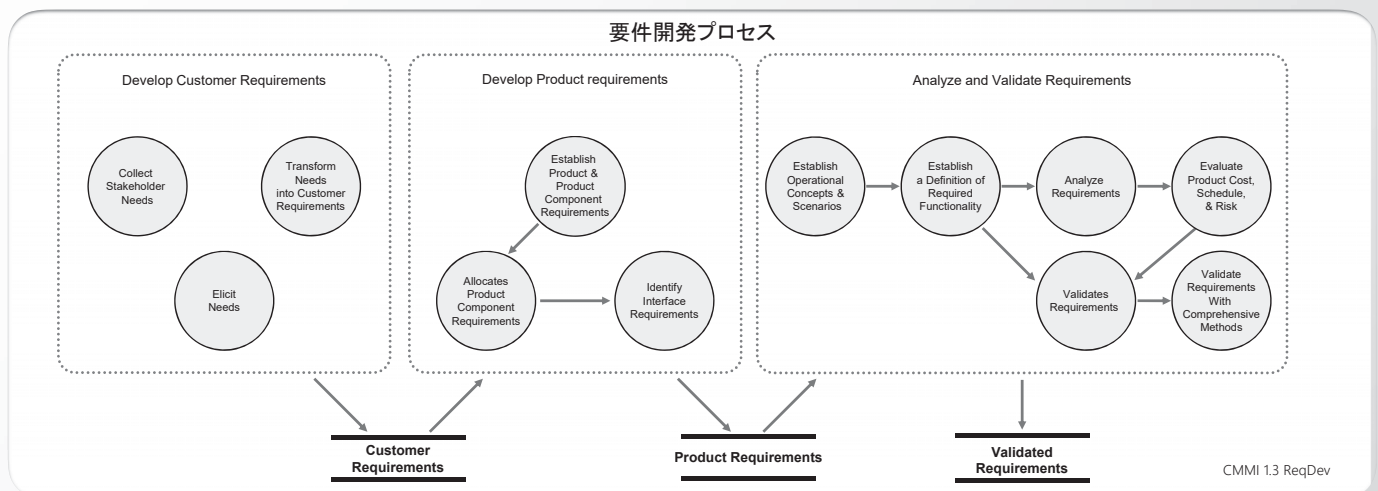 要件開発プロセス
Develop Customer Requirements
Collect
Stakeholder
Needs
Transform
Needs
into Customer
Requirements
Elicit
Needs
Develop Product requirements
Establish
Product &
Product
Component
Requirements
Allocates
Product
Component
Requirements
Identify
Interface
Requirements
Analyze and Validate Requirements
Establish
Operational
Concepts &
Scenarios
Establish
a Definition of
Required
Functionality
Analyze
Requirements
Evaluate
Product Cost,
Schedule,
& Risk
Validates
Requirements
Validate
Requirements
With
Comprehensive
Methods
Customer
Requirements
Product Requirements
Validated
Requirements
CMMI 1.3 ReqDev